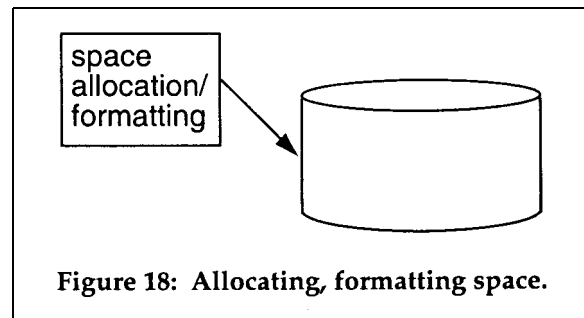 space
allocation/
formatting
Figure 18: Allocating, formatting space.